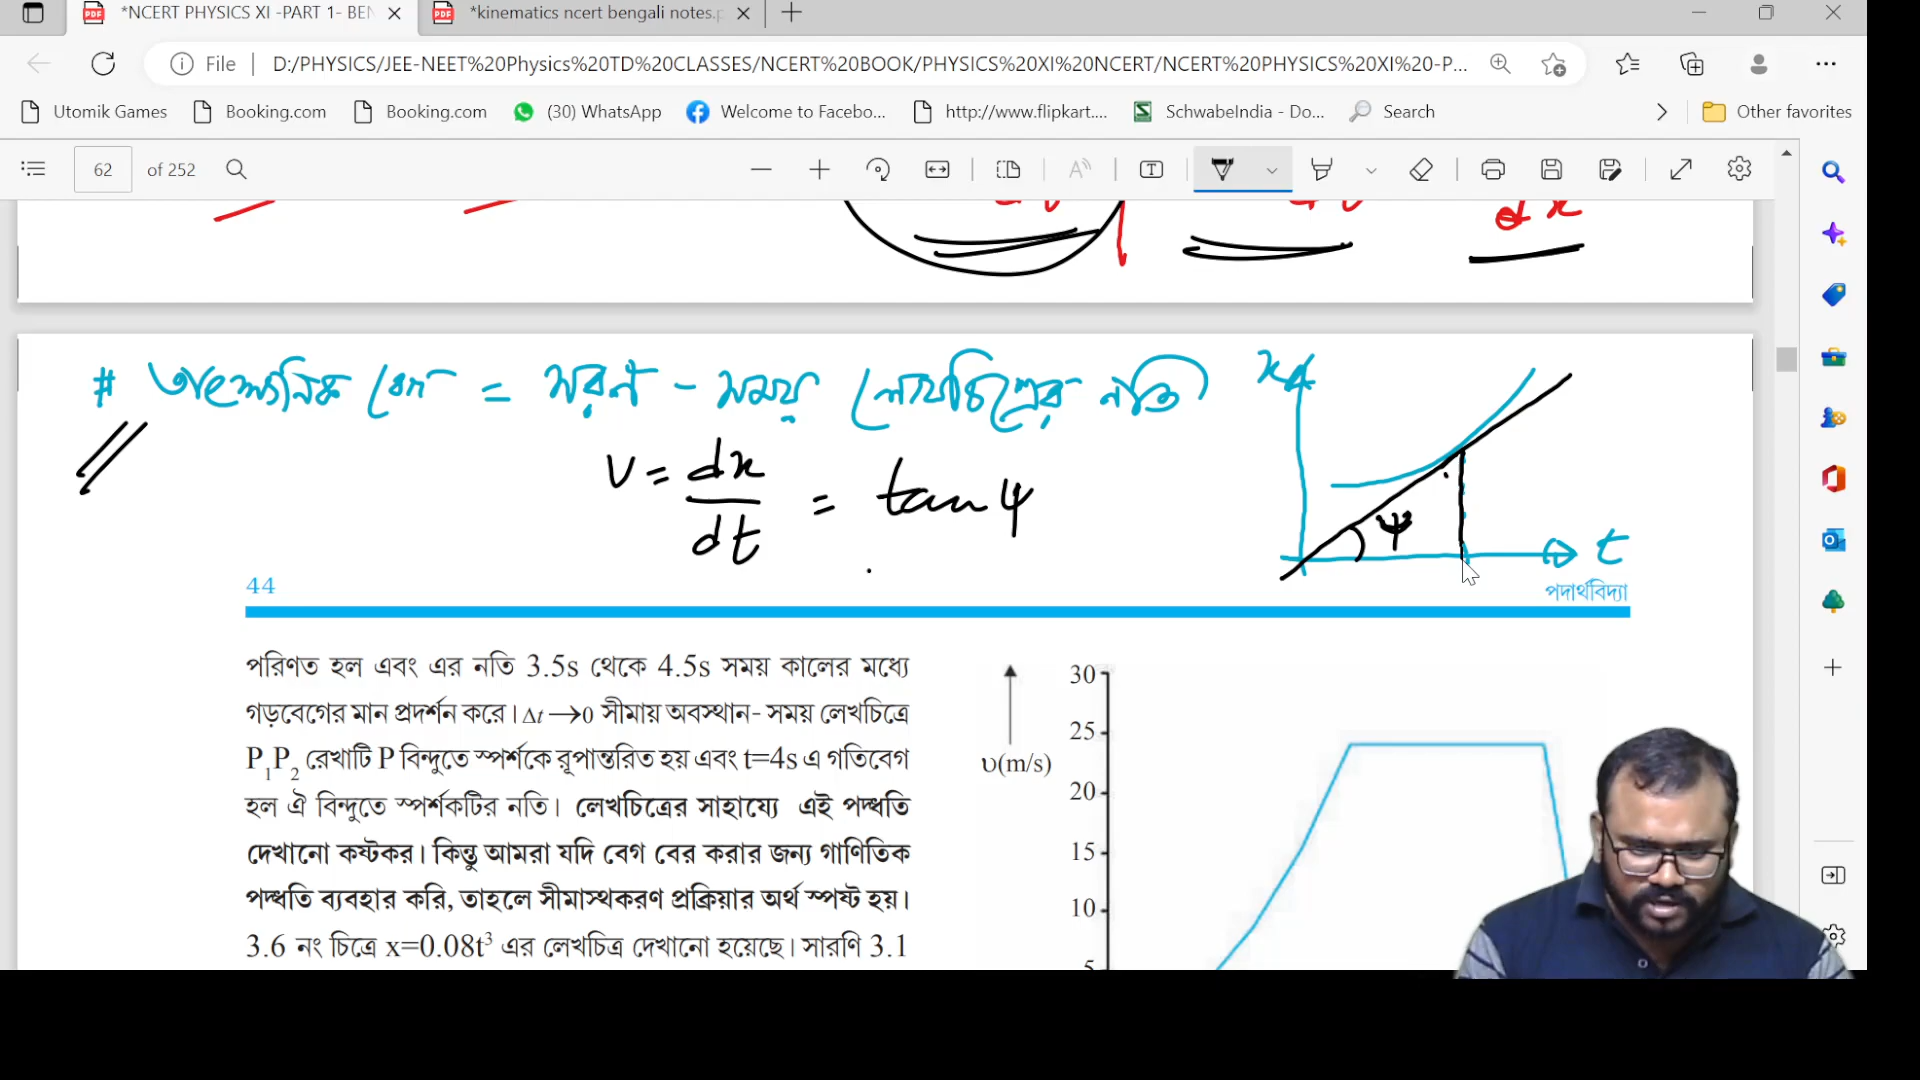 *NCERT PHYSICS XI -PART 1- BEN
*kinematics ncert bengali notes.p
File D:/PHYSICS/JEE-NEET%20Physics%20TD%20CLASSES/NCERT%20BOOK/PHYSICS%20XI%20NCERT/NCERT%20PHYSICS%20XI%20-P...
Utomik Games Booking.com Booking.com (30) WhatsApp Welcome to Facebo... http://www.flipkart.... SchwabeIndia - Do... Search Other favorites
62 of 252
dx
# তাৎক্ষণিক বেগ = সরণ - সময় লেখচিত্রের নতি
x
v = dx/dt = tan ψ
ψ
t
44 পদার্থবিদ্যা
পরিণত হল এবং এর নতি 3.5s থেকে 4.5s সময় কালের মধ্যে
গড়বেগের মান প্রদর্শন করে। Δt →0 সীমায় অবস্থান- সময় লেখচিত্রে
P₁P₂ রেখাটি P বিন্দুতে স্পর্শকে রূপান্তরিত হয় এবং t=4s এ গতিবেগ
হল ঐ বিন্দুতে স্পর্শকটির নতি। লেখচিত্রের সাহায্যে এই পদ্ধতি
দেখানো কষ্টকর। কিন্তু আমরা যদি বেগ বের করার জন্য গাণিতিক
পদ্ধতি ব্যবহার করি, তাহলে সীমাস্থকরণ প্রক্রিয়ার অর্থ স্পষ্ট হয়।
3.6 নং চিত্রে x=0.08t³ এর লেখচিত্র দেখানো হয়েছে। সারণি 3.1
30
25
υ(m/s)
20
15
10
5